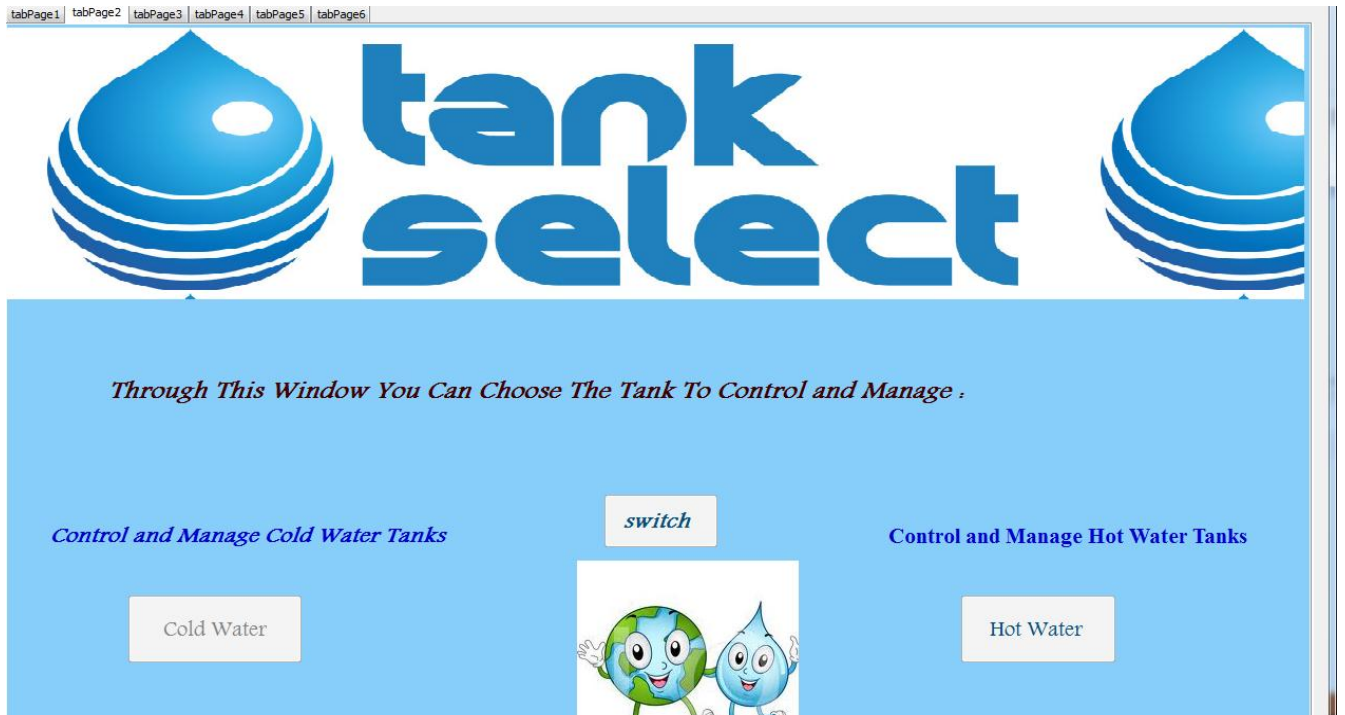 tabPage1 tabPage2 tabPage3 tabPage4 tabPage5 tabPage6
tank
select
Through This Window You Can Choose The Tank To Control and Manage :
switch
Control and Manage Cold Water Tanks
Control and Manage Hot Water Tanks
Cold Water
Hot Water